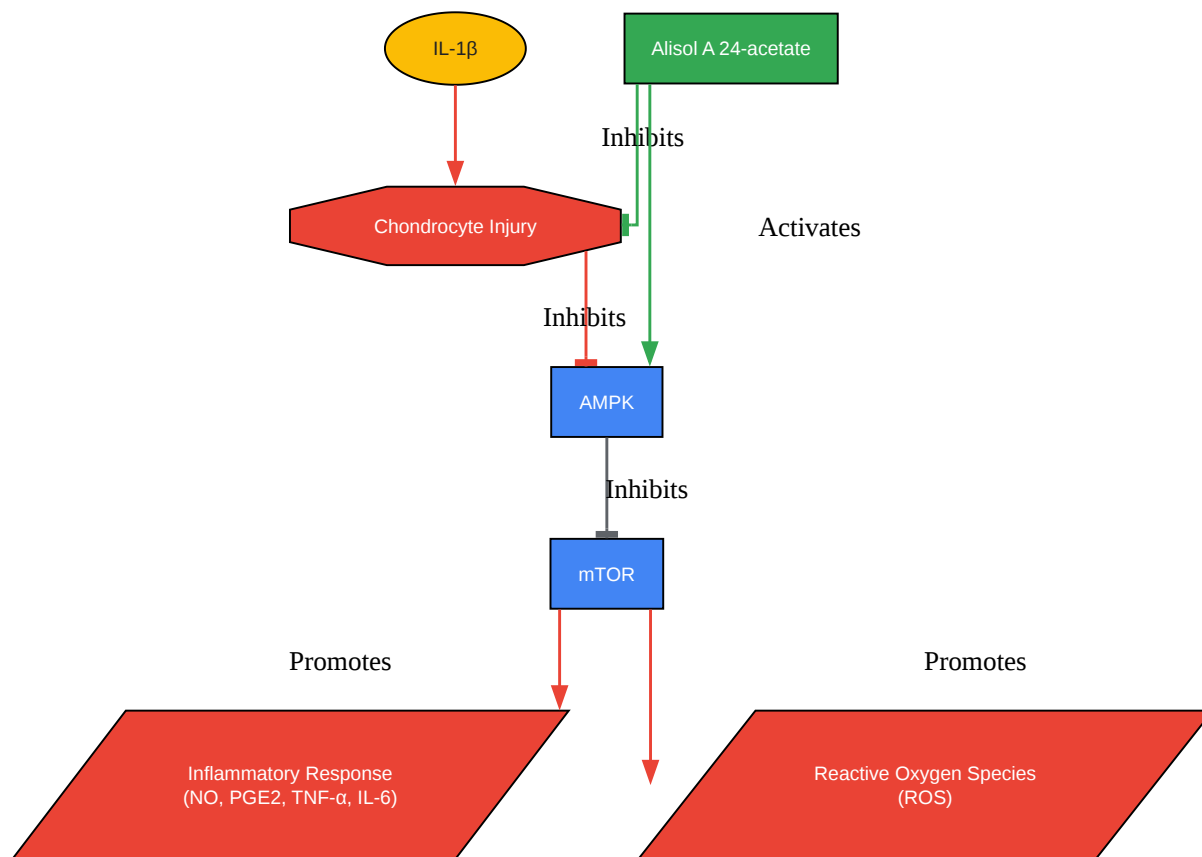 IL-1β
Alisol A 24-acetate
Inhibits
Chondrocyte Injury
Activates
Inhibits
AMPK
Inhibits
mTOR
Promotes
Promotes
Inflammatory Response
(NO, PGE2, TNF-α, IL-6)
Reactive Oxygen Species
(ROS)